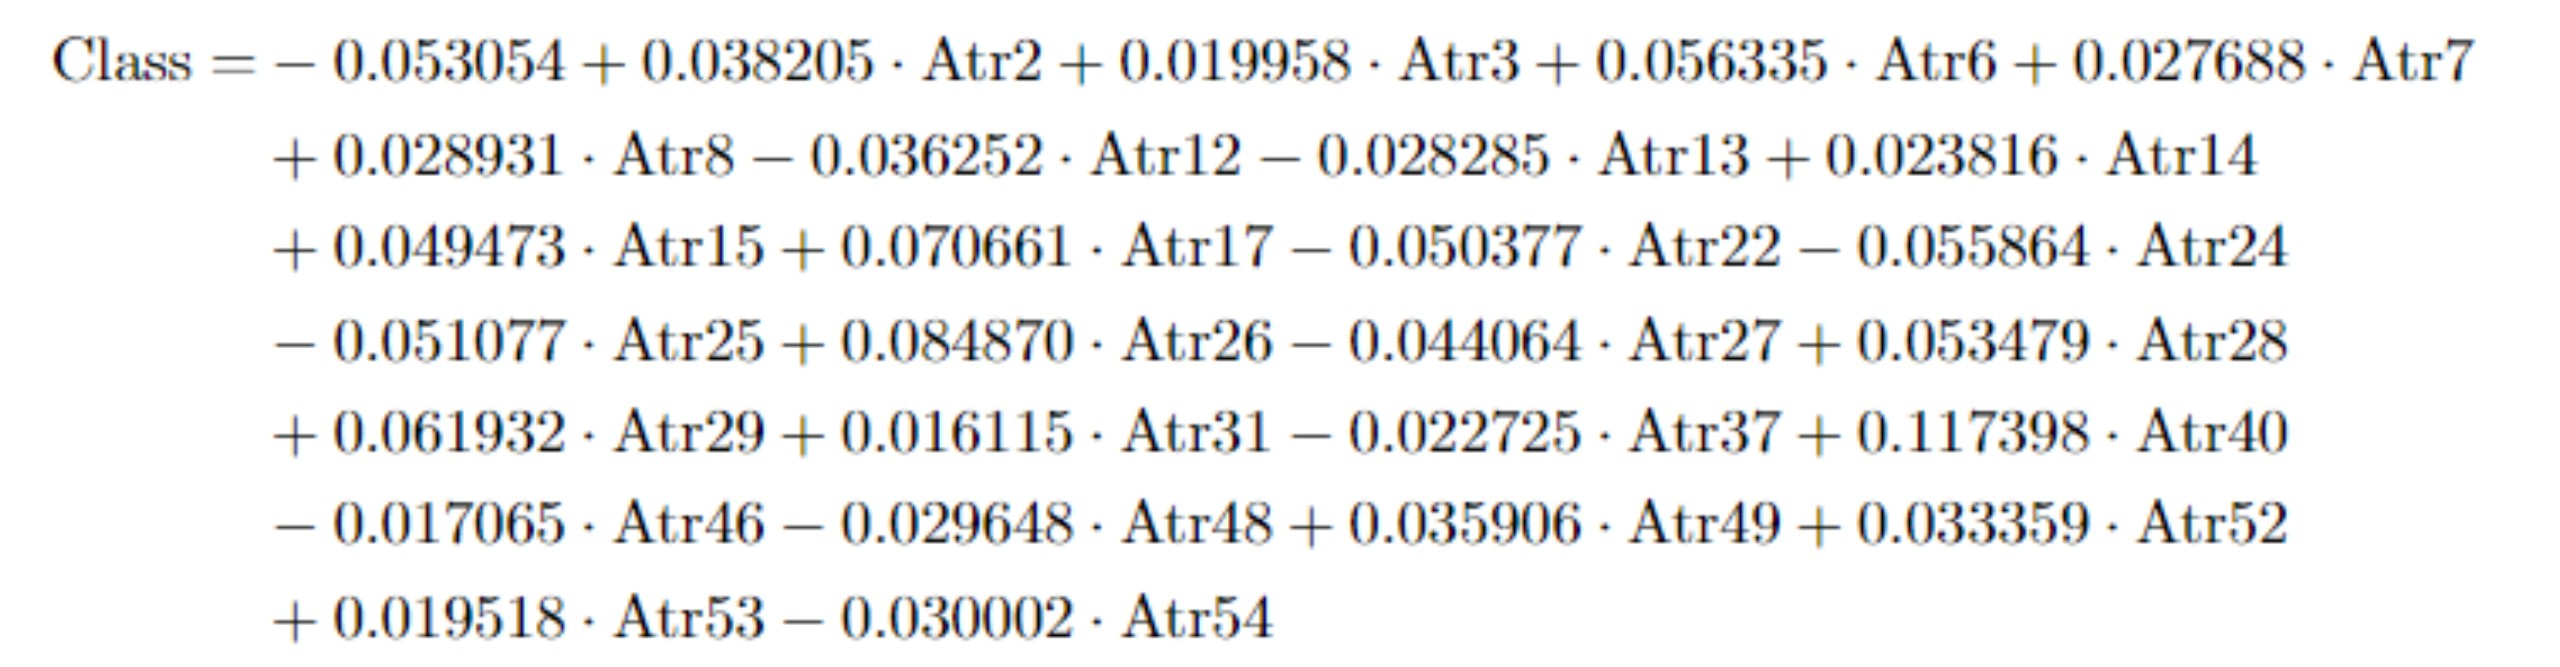 Class = − 0.053054 + 0.038205 · Atr2 + 0.019958 · Atr3 + 0.056335 · Atr6 + 0.027688 · Atr7
+ 0.028931 · Atr8 − 0.036252 · Atr12 − 0.028285 · Atr13 + 0.023816 · Atr14
+ 0.049473 · Atr15 + 0.070661 · Atr17 − 0.050377 · Atr22 − 0.055864 · Atr24
− 0.051077 · Atr25 + 0.084870 · Atr26 − 0.044064 · Atr27 + 0.053479 · Atr28
+ 0.061932 · Atr29 + 0.016115 · Atr31 − 0.022725 · Atr37 + 0.117398 · Atr40
− 0.017065 · Atr46 − 0.029648 · Atr48 + 0.035906 · Atr49 + 0.033359 · Atr52
+ 0.019518 · Atr53 − 0.030002 · Atr54